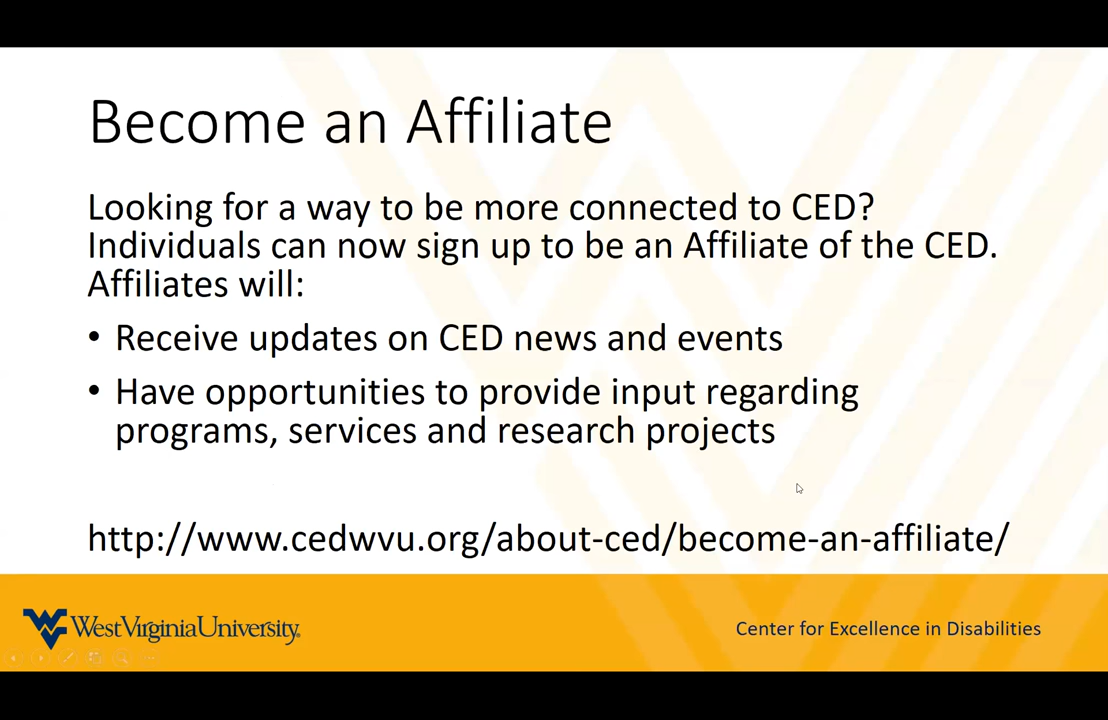 Become an Affiliate
Looking for a way to be more connected to CED?
Individuals can now sign up to be an Affiliate of the CED.
Affiliates will:
• Receive updates on CED news and events
• Have opportunities to provide input regarding
programs, services and research projects
http://www.cedwvu.org/about-ced/become-an-affiliate/
WestVirginiaUniversity.
Center for Excellence in Disabilities